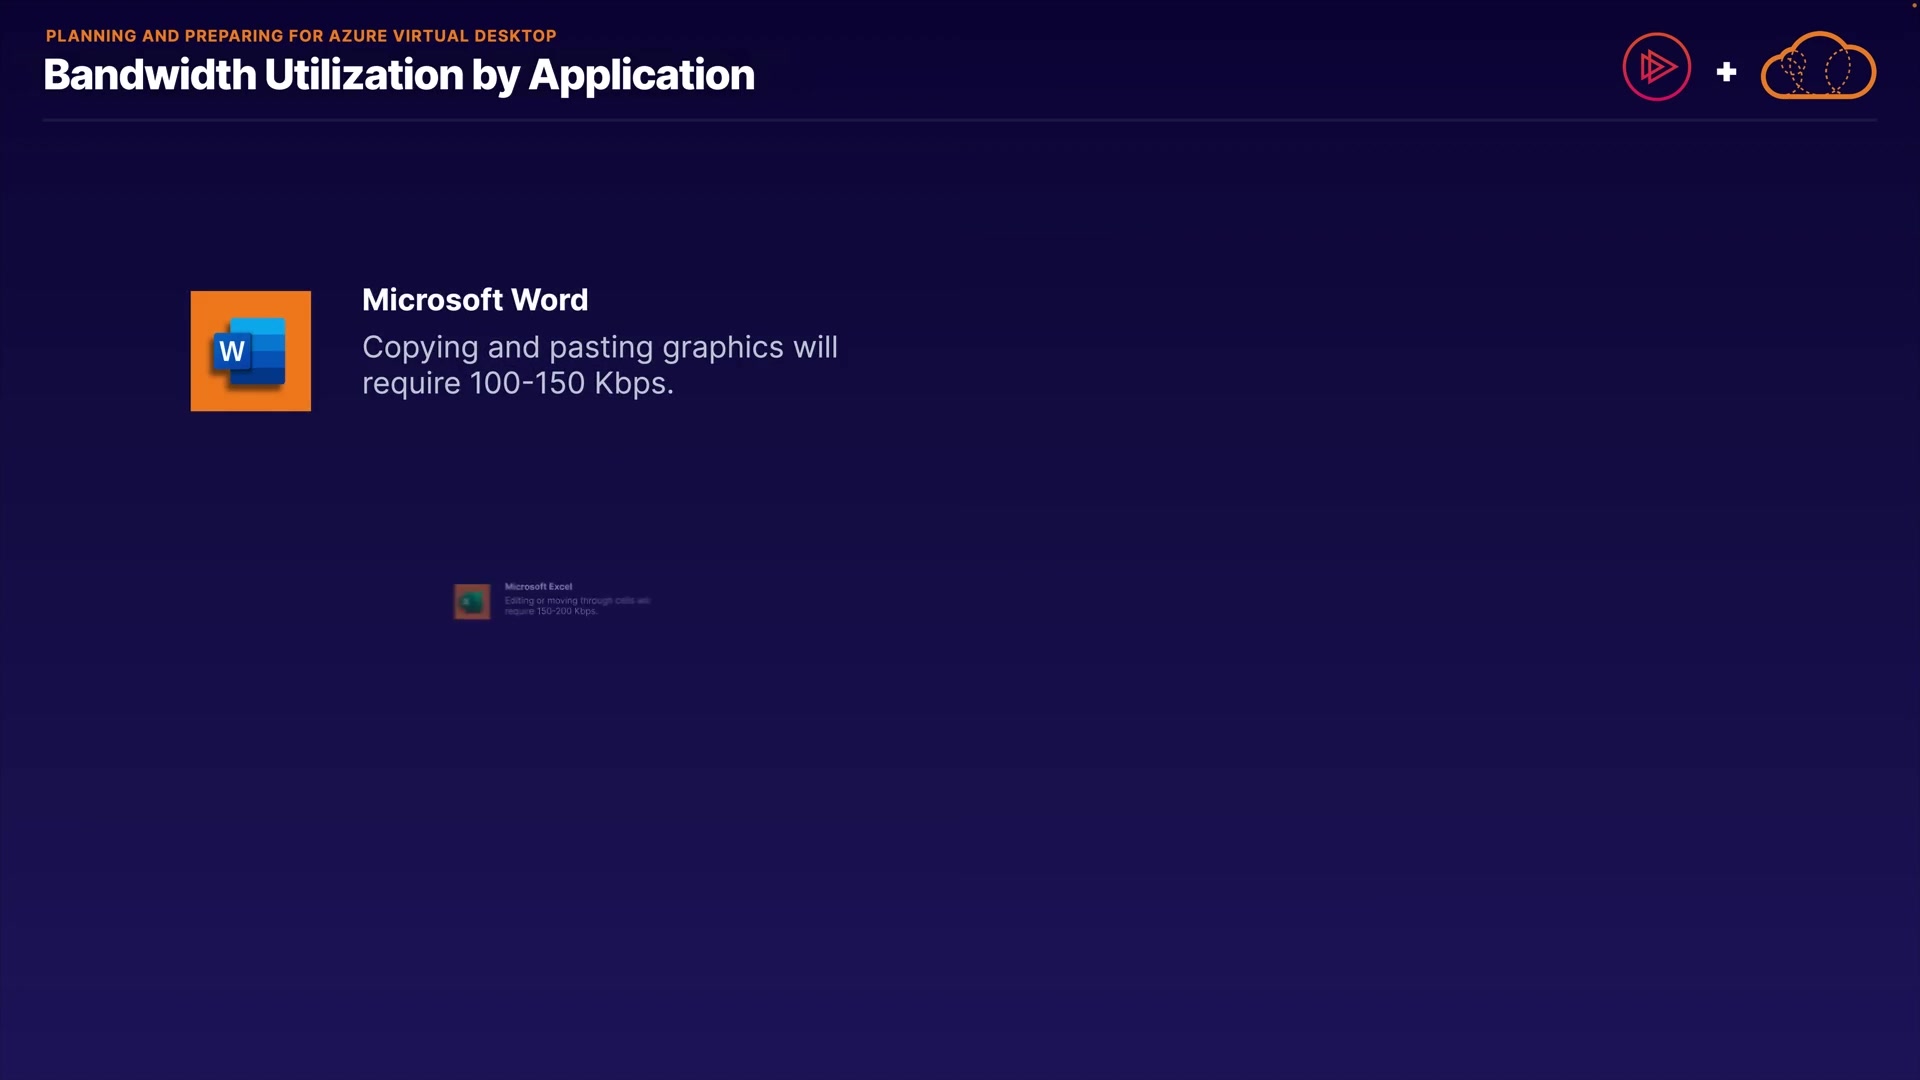 PLANNING AND PREPARING FOR AZURE VIRTUAL DESKTOP
Bandwidth Utilization by Application
W
Microsoft Word
Copying and pasting graphics will
require 100-150 Kbps.
Microsoft Excel
Editing or moving through cells will
require 150-200 Kbps.